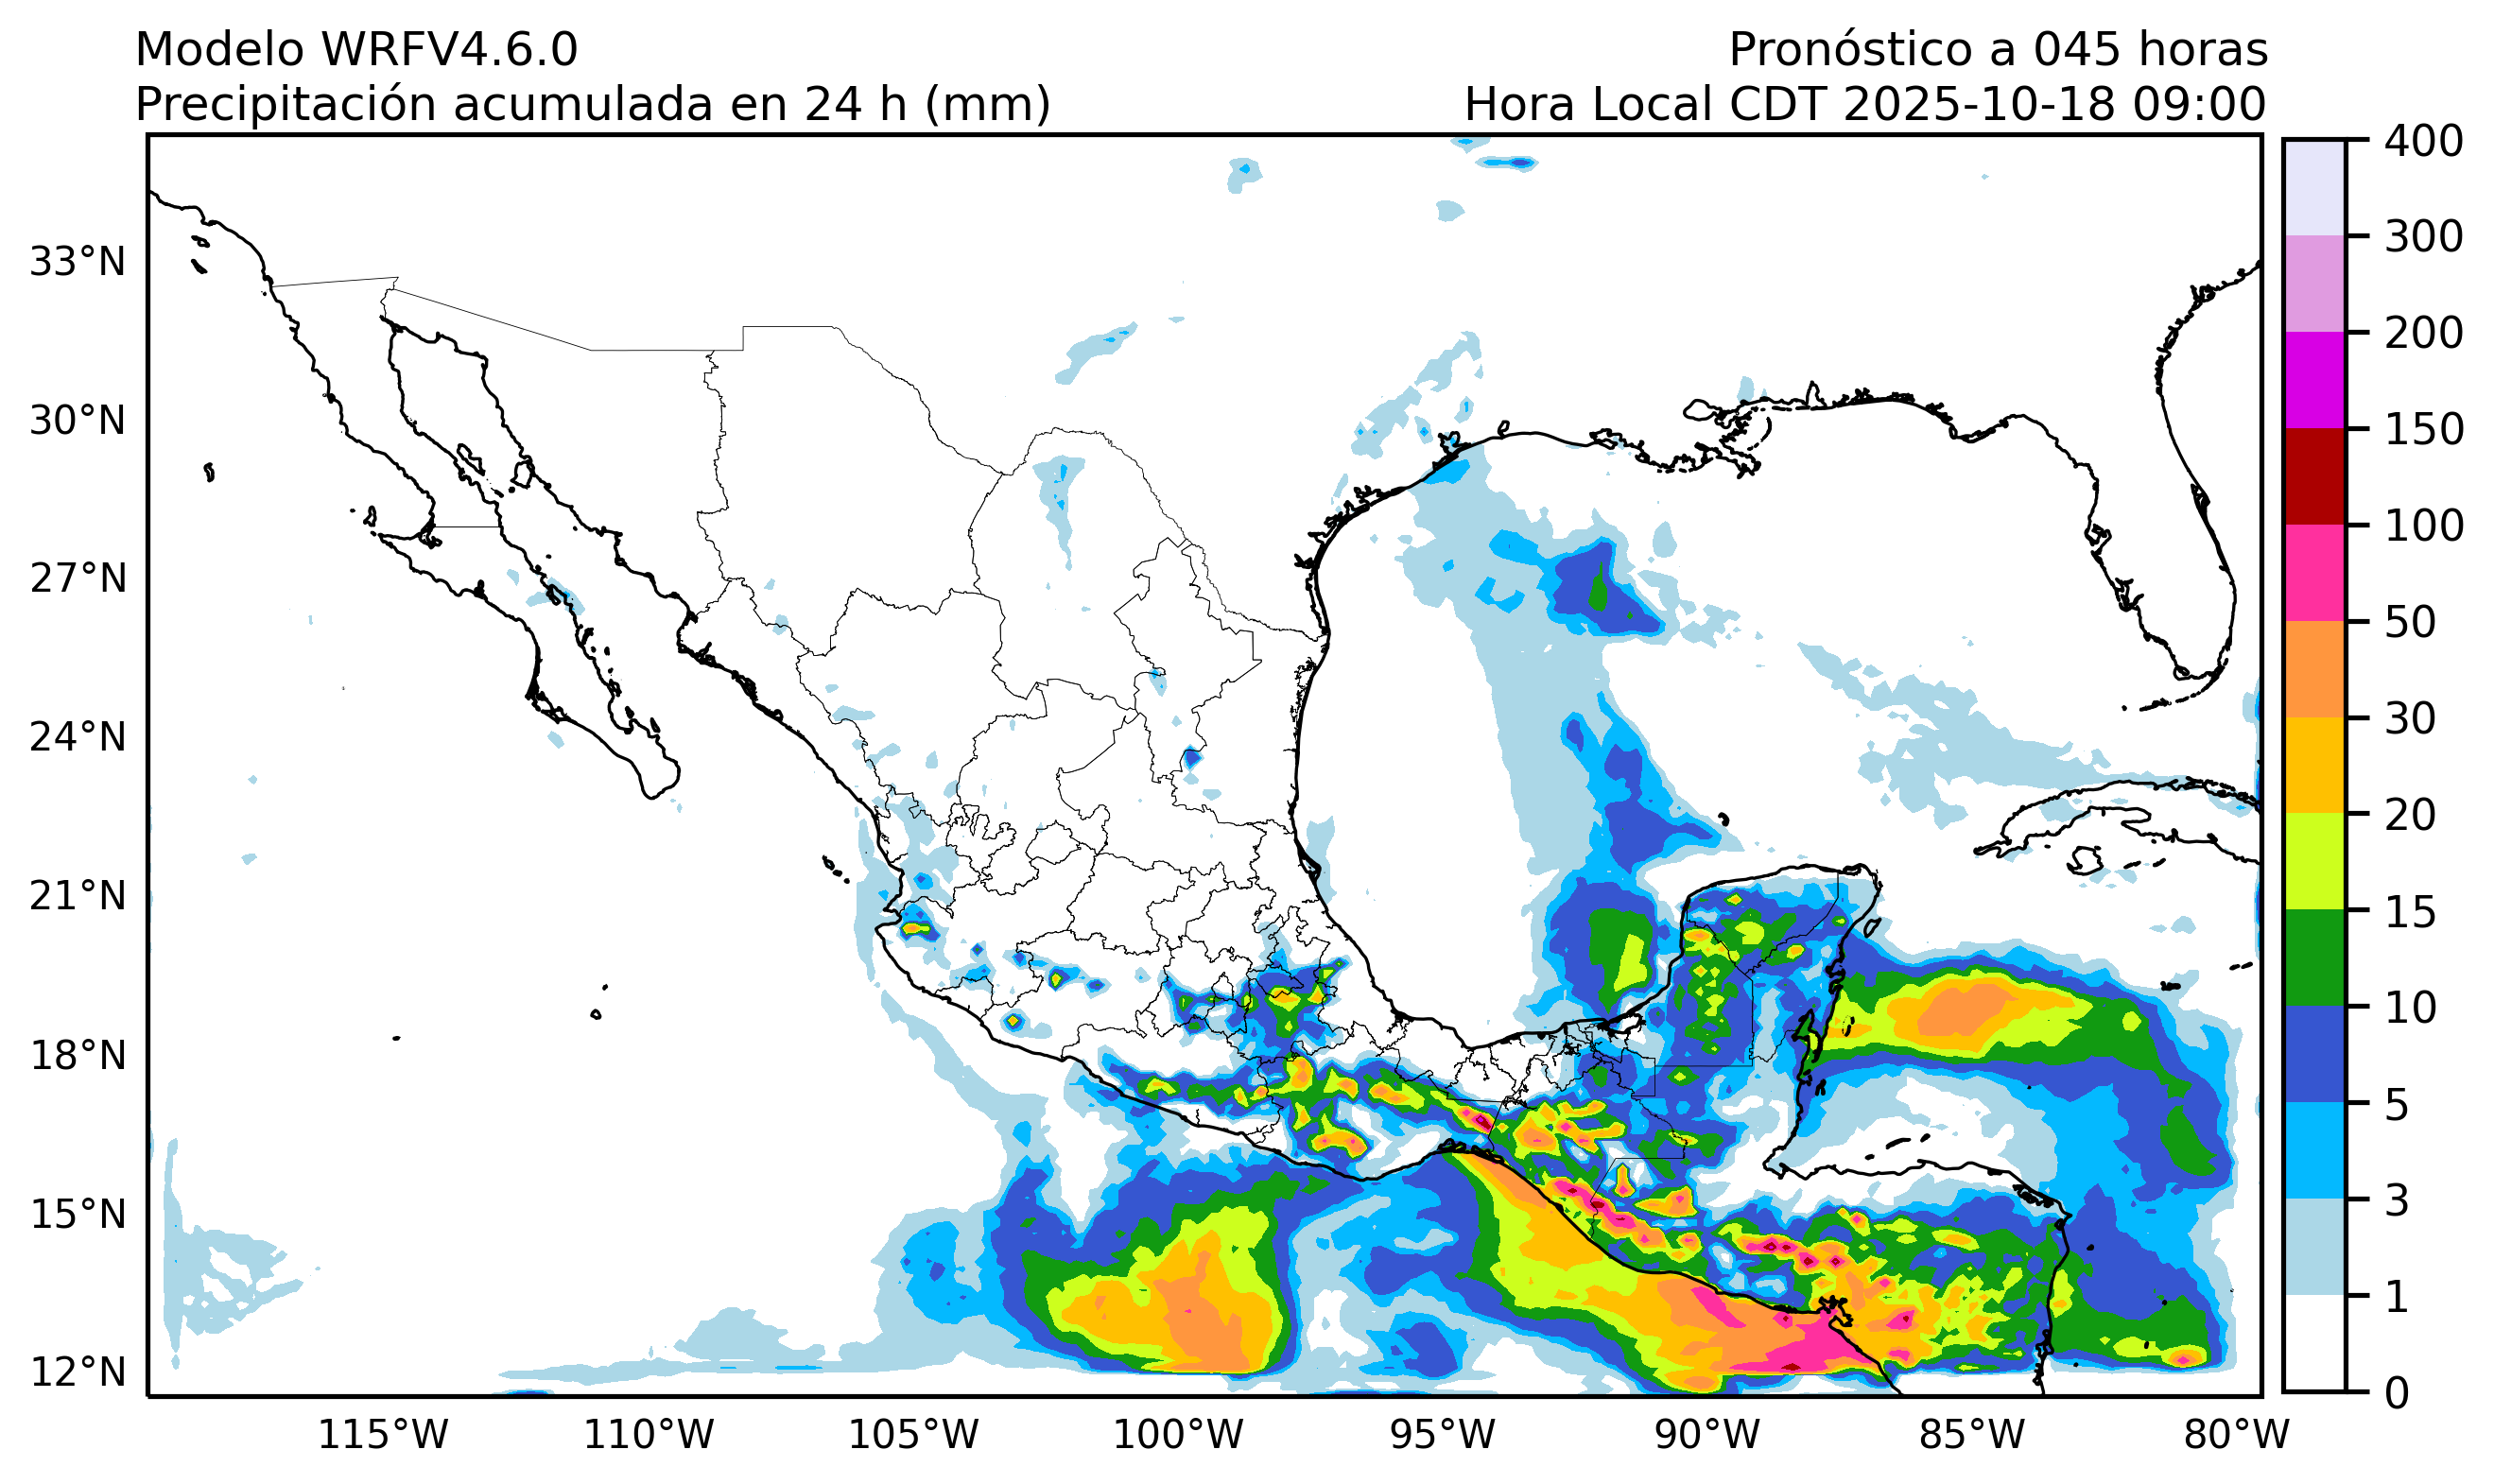 Modelo WRFV4.6.0
Pronóstico a 045 horas
Precipitación acumulada en 24 h (mm)
Hora Local CDT 2025-10-18 09:00
400
300
200
150
100
50
30
20
15
10
5
3
1
0
33°N
30°N
27°N
24°N
21°N
18°N
15°N
12°N
115°W
110°W
105°W
100°W
95°W
90°W
85°W
80°W